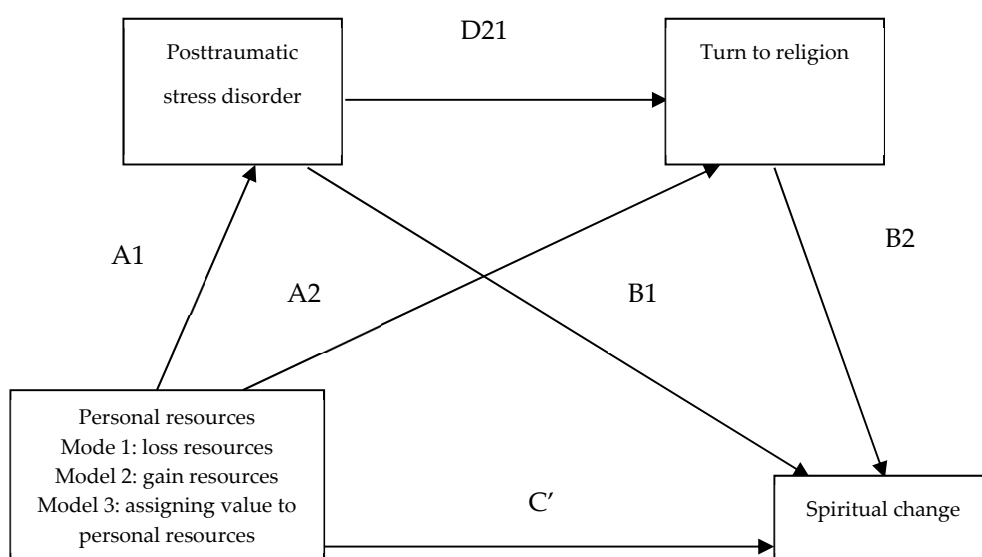 D21
Posttraumatic
stress disorder
Turn to religion
A1
A2
B1
B2
Personal resources
Mode 1: loss resources
Model 2: gain resources
Model 3: assigning value to
personal resources
C’
Spiritual change